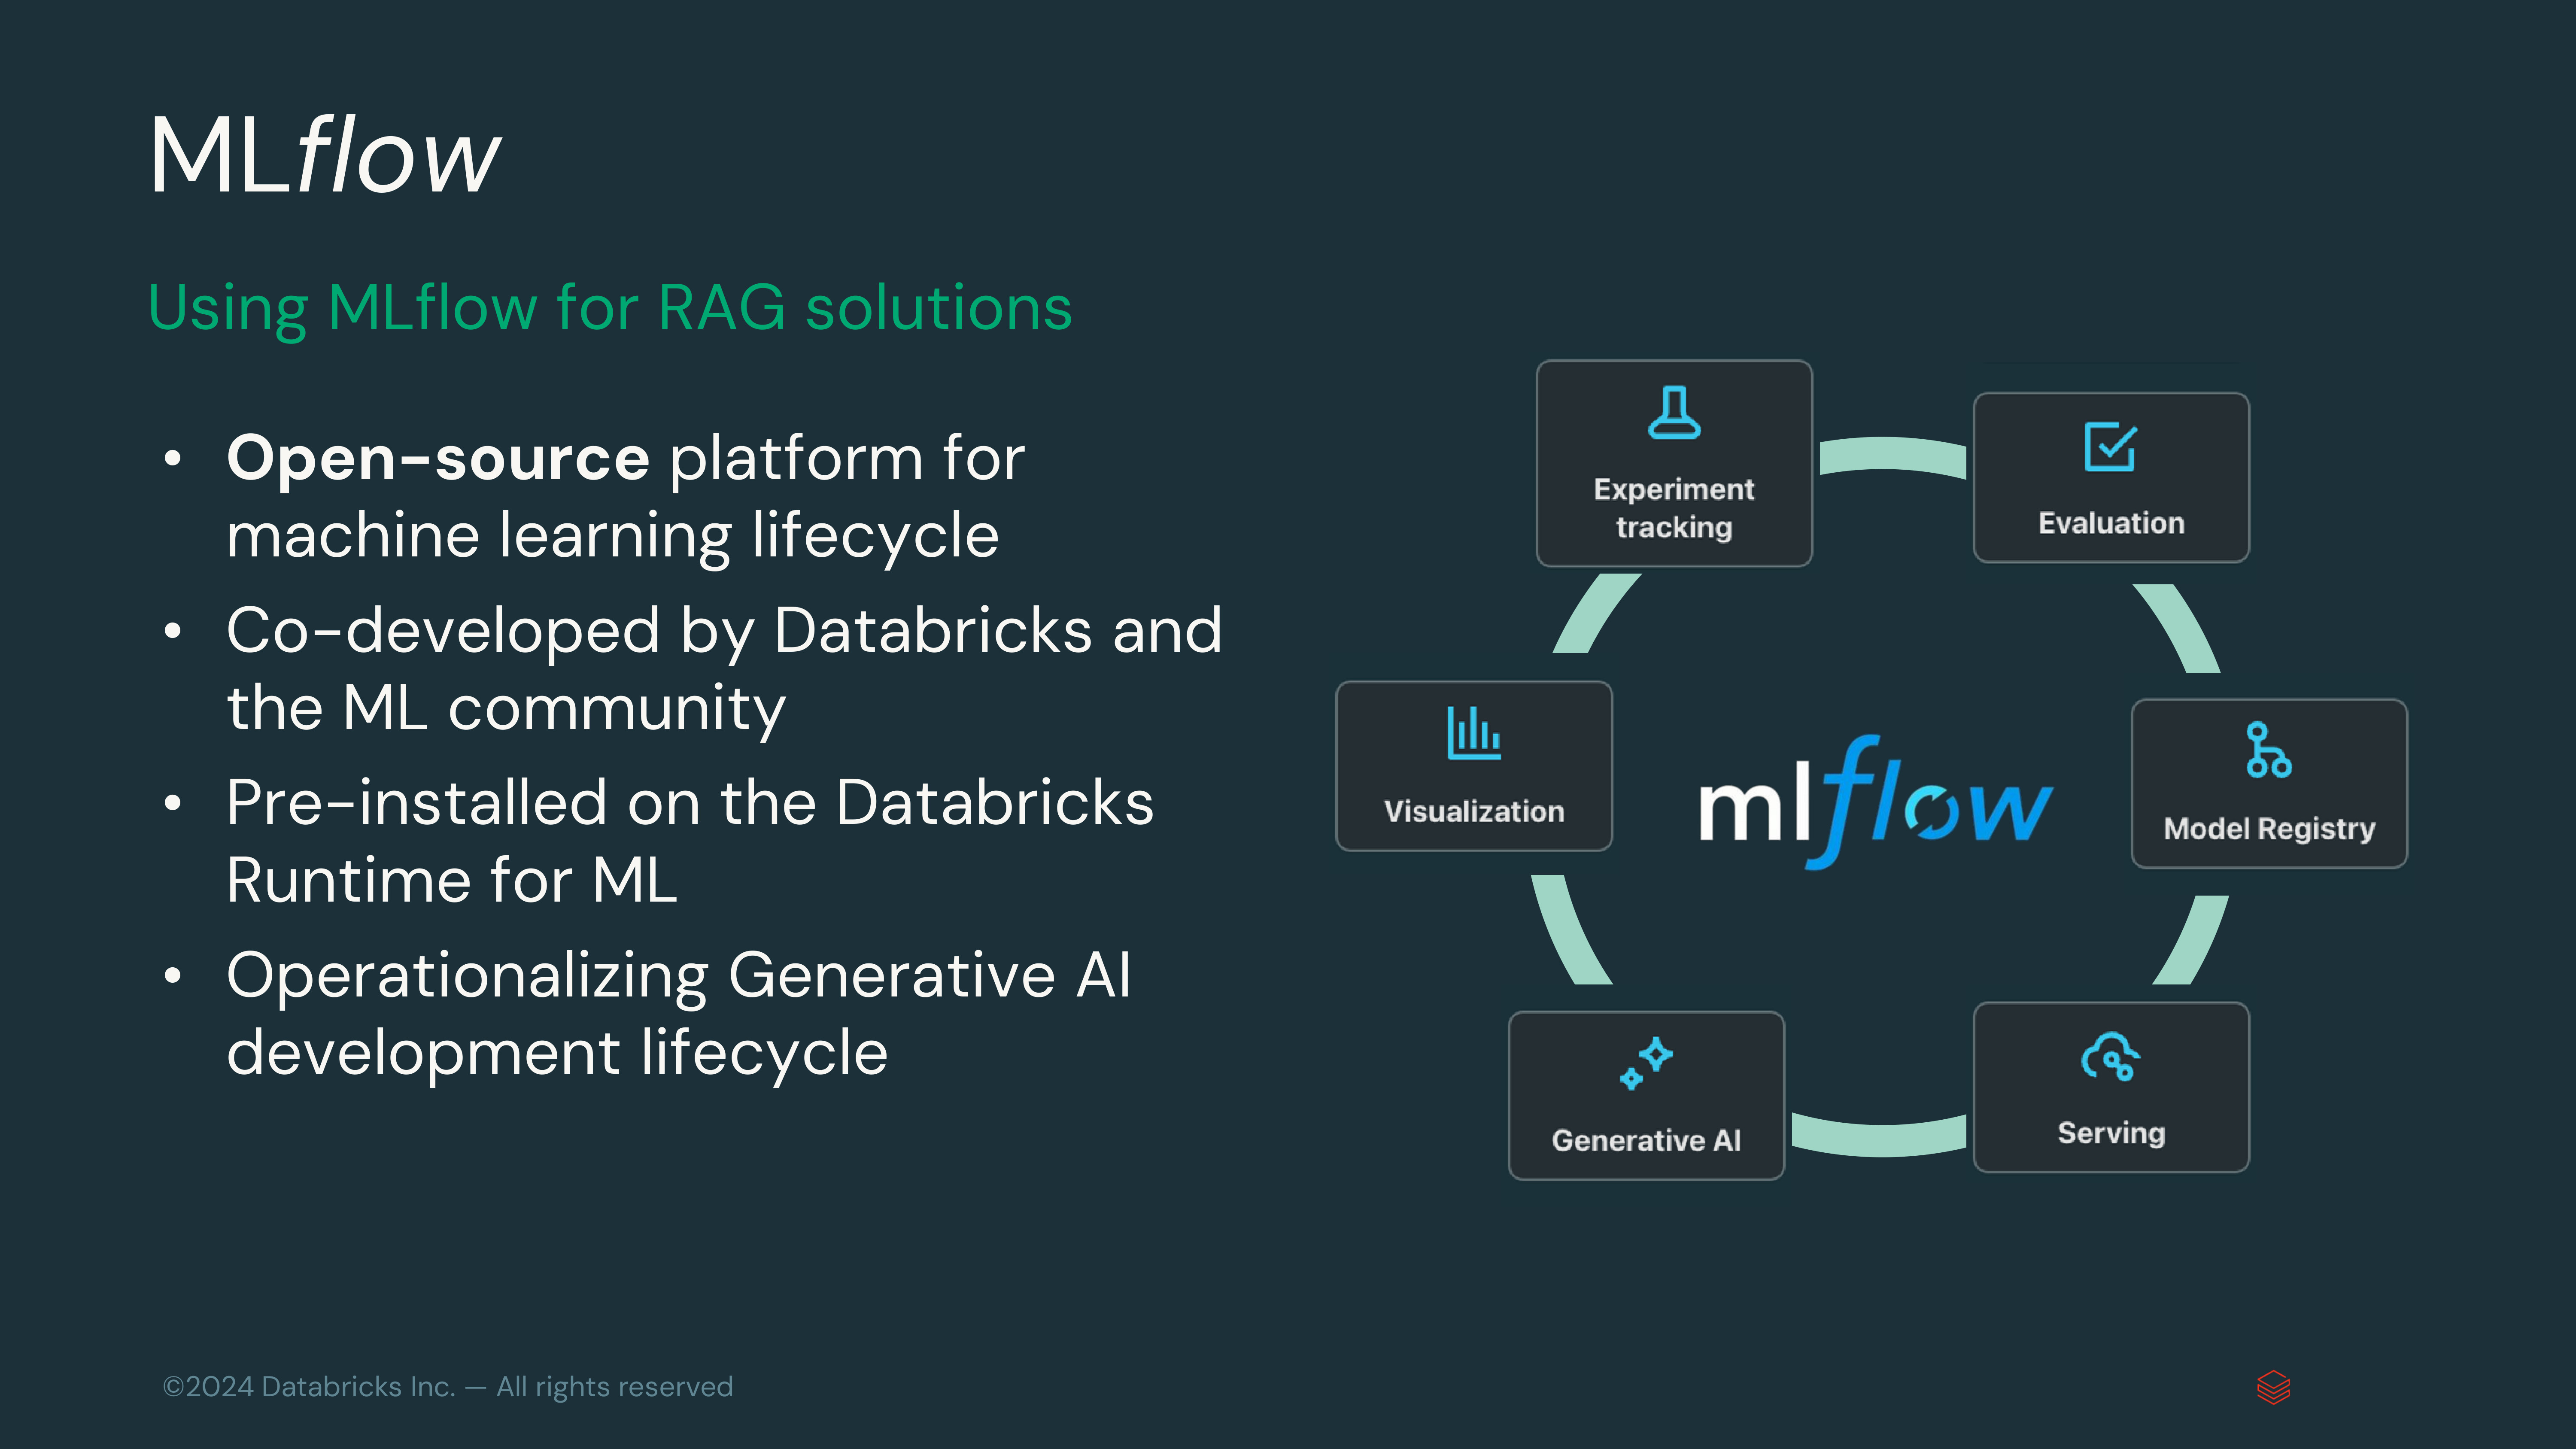 MLflow
Using MLflow for RAG solutions
• Open-source platform for
machine learning lifecycle
• Co-developed by Databricks and
the ML community
• Pre-installed on the Databricks
Runtime for ML
• Operationalizing Generative AI
development lifecycle
Experiment
tracking
Evaluation
Visualization
mlflow
Model Registry
Generative AI
Serving
©2024 Databricks Inc. — All rights reserved